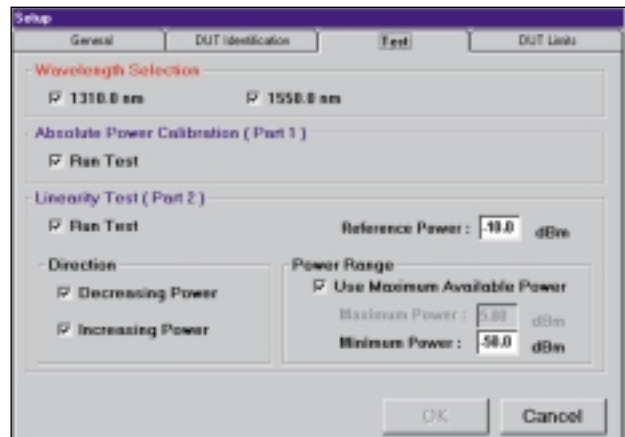 Setup
General DUT Identification Test DUT Limits
Wavelength Selection
1310.0 nm 1550.0 nm
Absolute Power Calibration ( Part 1 )
Run Test
Linearity Test ( Part 2 )
Run Test Reference Power : -10.0 dBm
Direction Power Range
Decreasing Power Use Maximum Available Power
Maximum Power : 5.00 dBm
Increasing Power
Minimum Power : -50.0 dBm
OK Cancel